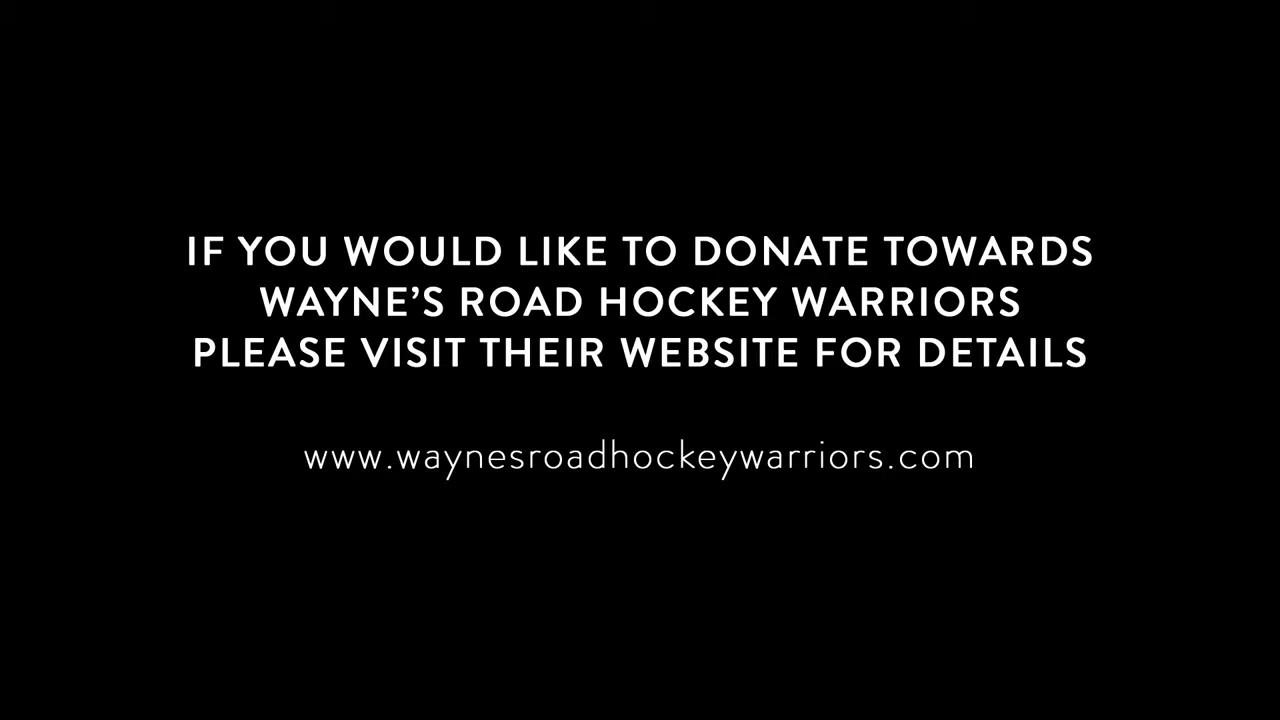 IF YOU WOULD LIKE TO DONATE TOWARDS
WAYNE’S ROAD HOCKEY WARRIORS
PLEASE VISIT THEIR WEBSITE FOR DETAILS
www.waynesroadhockeywarriors.com